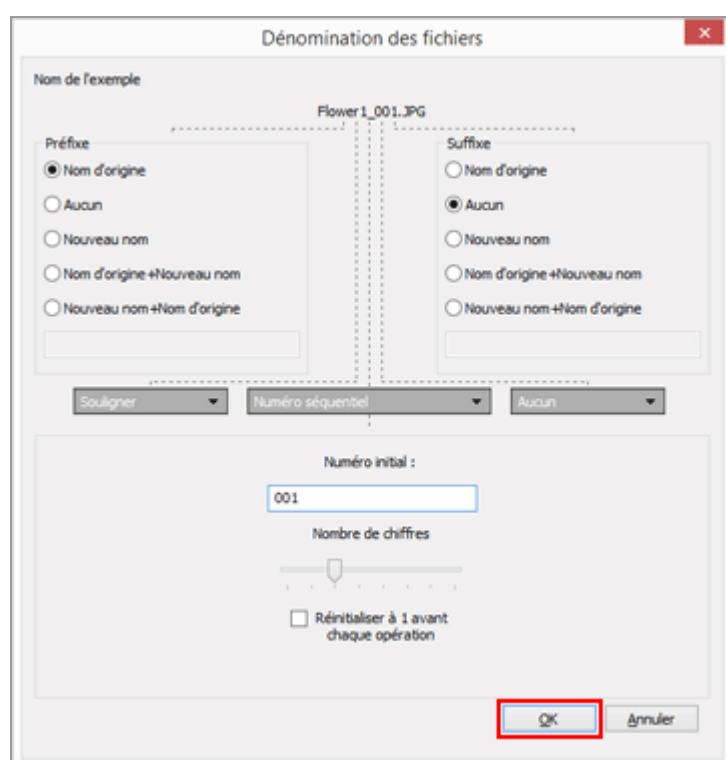 Dénomination des fichiers
Nom de l'exemple
Flower1_001.JPG
Préfixe
Nom d'origine
Aucun
Nouveau nom
Nom d'origine+Nouveau nom
Nouveau nom+Nom d'origine
Suffixe
Nom d'origine
Aucun
Nouveau nom
Nom d'origine+Nouveau nom
Nouveau nom+Nom d'origine
Souligner
Numéro séquentiel
Aucun
Numéro initial :
001
Nombre de chiffres
Réinitialiser à 1 avant
chaque opération
OK
Annuler